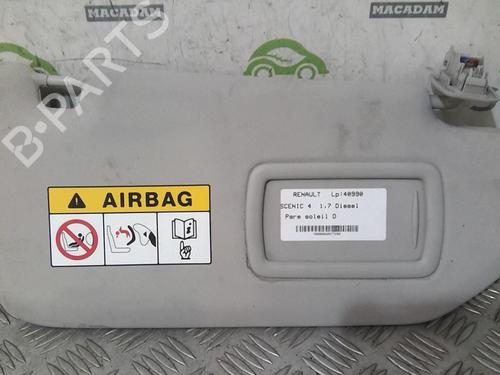 MACADAM
MACADAM
B-PARTS
AIRBAG
RENAULT Lp:40990
SCENIC 4 1.7 Diesel
Pare soleil D